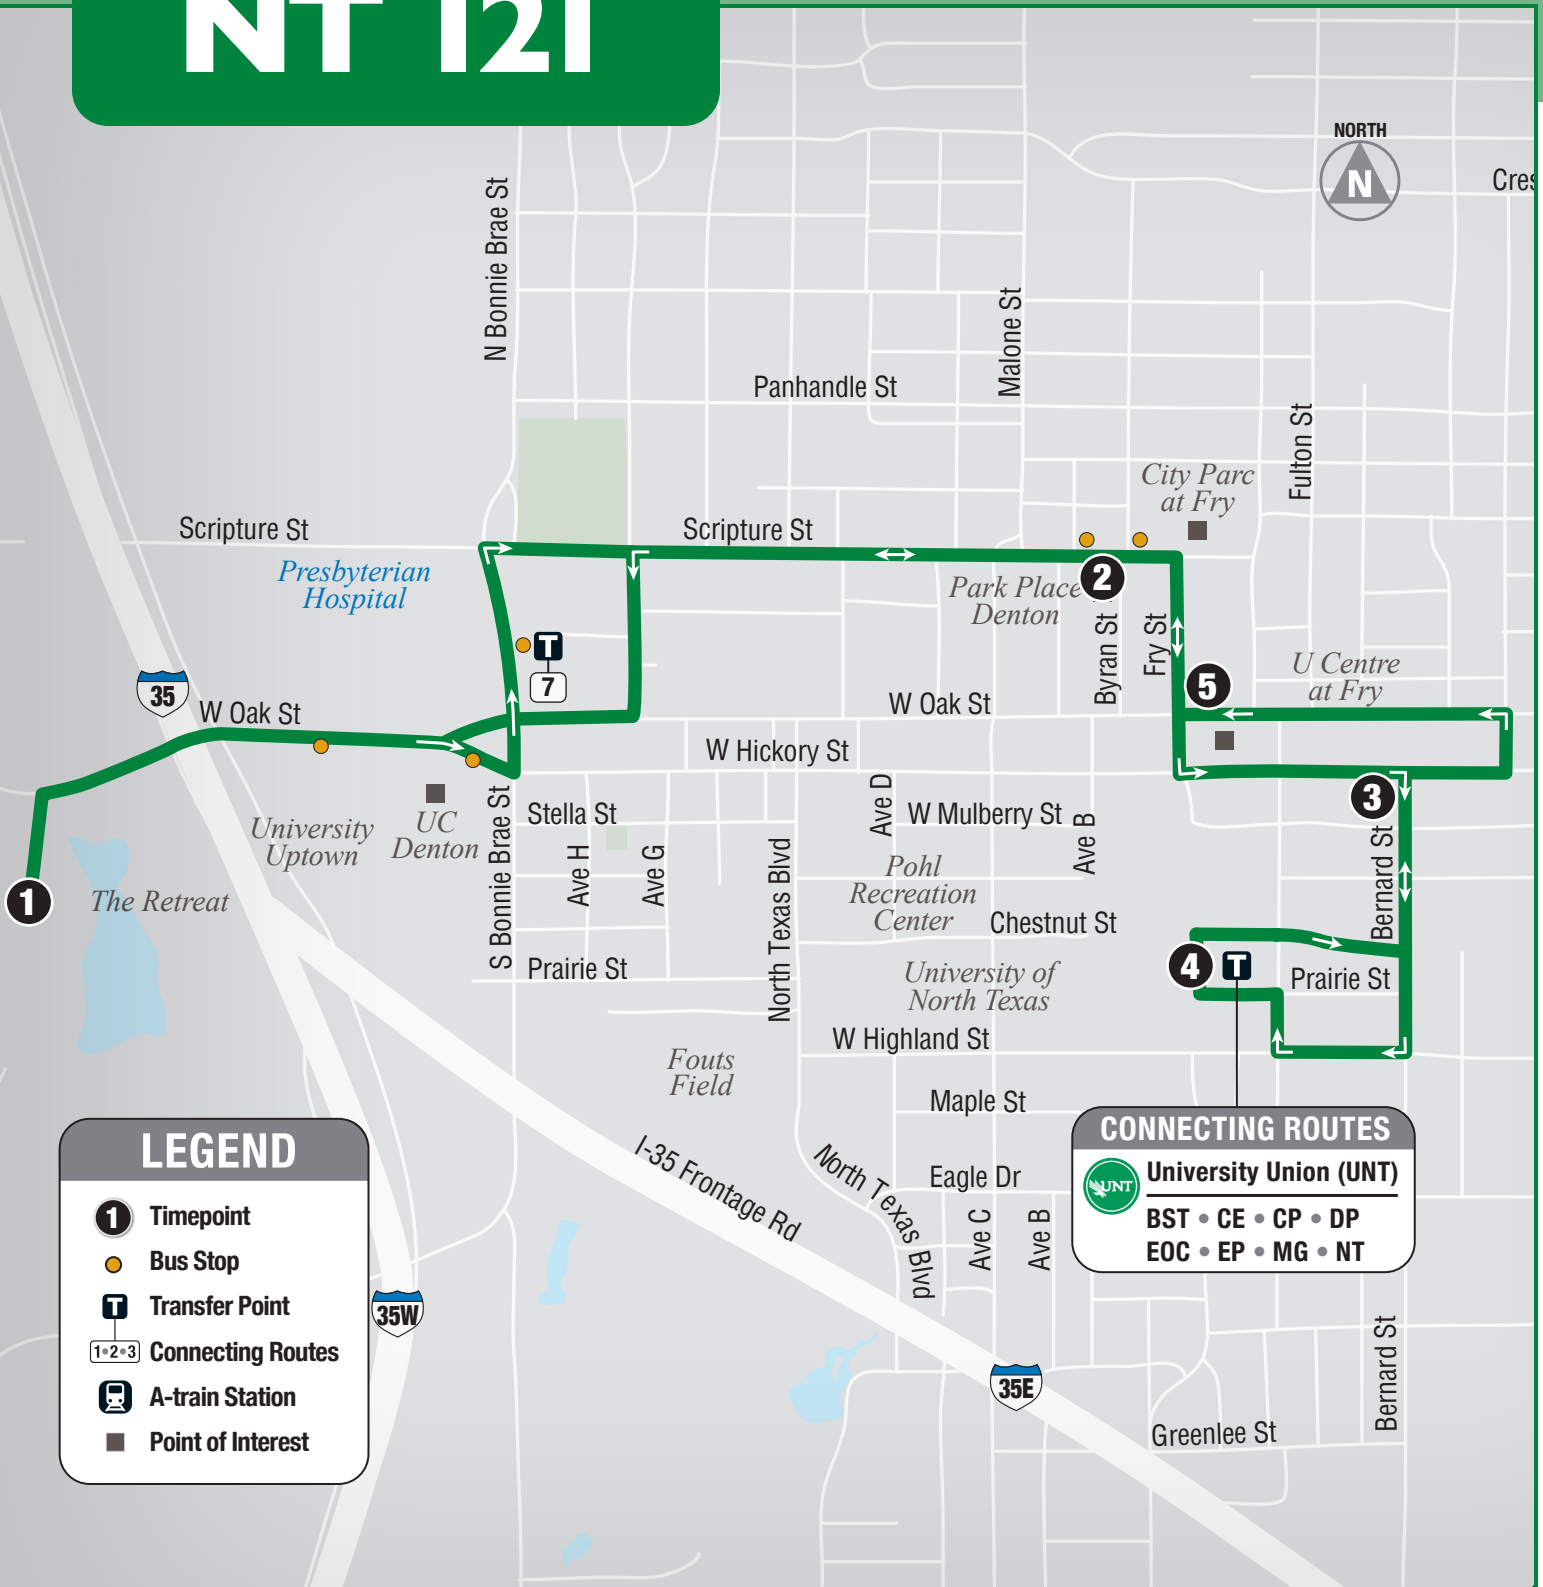 NT 121
NORTH
N
Cres
N Bonnie Brae St
Malone St
Panhandle St
Fulton St
City Parc
at Fry
Scripture St
Scripture St
Presbyterian
Hospital
2
Park Place
Denton
Byran St
Fry St
T
7
U Centre
at Fry
5
35
W Oak St
W Oak St
W Hickory St
3
Stella St
Ave D
W Mulberry St
Ave B
University
Uptown
UC
Denton
S Bonnie Brae St
Ave H
Ave G
North Texas Blvd
Pohl
Recreation
Center
Bernard St
1
The Retreat
Chestnut St
4
T
Prairie St
Prairie St
University of
North Texas
W Highland St
Fouts
Field
Maple St
I-35 Frontage Rd
North Texas Blvd
Eagle Dr
Ave C
Ave B
CONNECTING ROUTES
UNT
University Union (UNT)
BST • CE • CP • DP
EOC • EP • MG • NT
LEGEND
1 Timepoint
Bus Stop
T Transfer Point
1•2•3 Connecting Routes
A-train Station
Point of Interest
35W
35E
Bernard St
Greenlee St